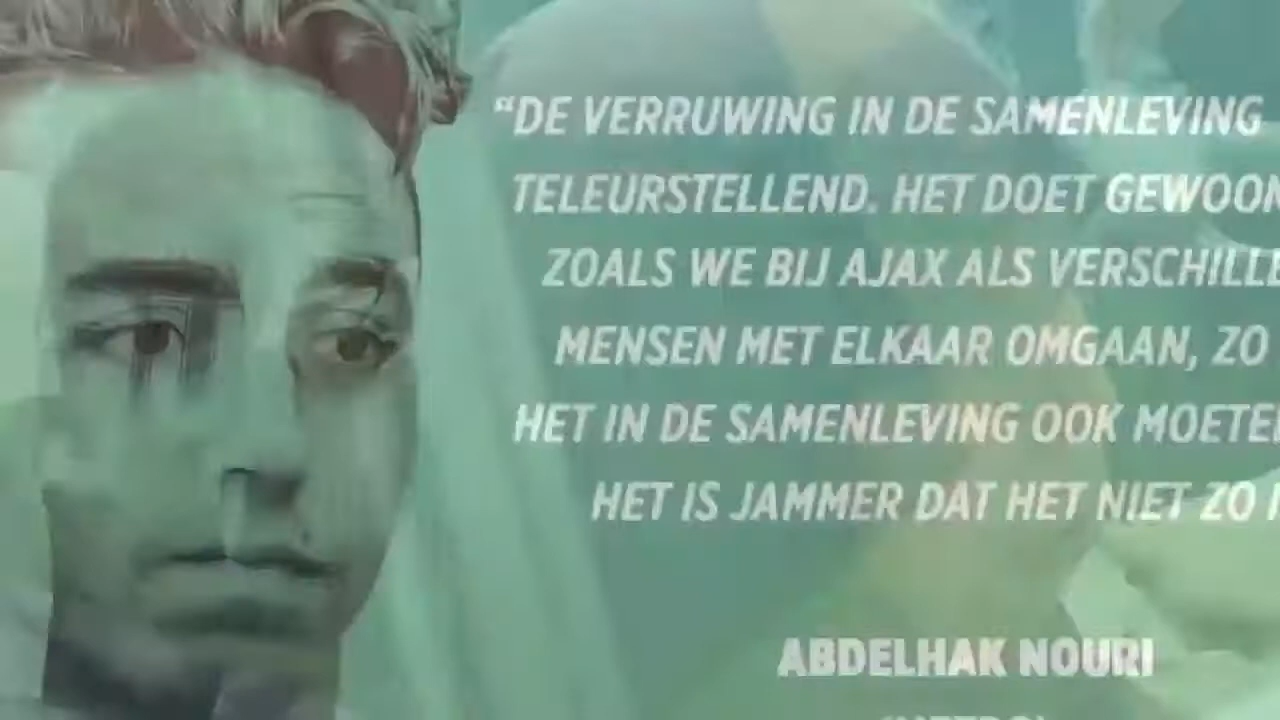 “DE VERRUWING IN DE SAMENLEVING
TELEURSTELLEND. HET DOET
ZOALS WE BIJ AJAX ALS
MENSEN MET ELKAAR OMGAAN, ZO
HET IN DE SAMENLEVING OOK
HET IS JAMMER DAT HET NIET ZO
ABDELHAK NOURI